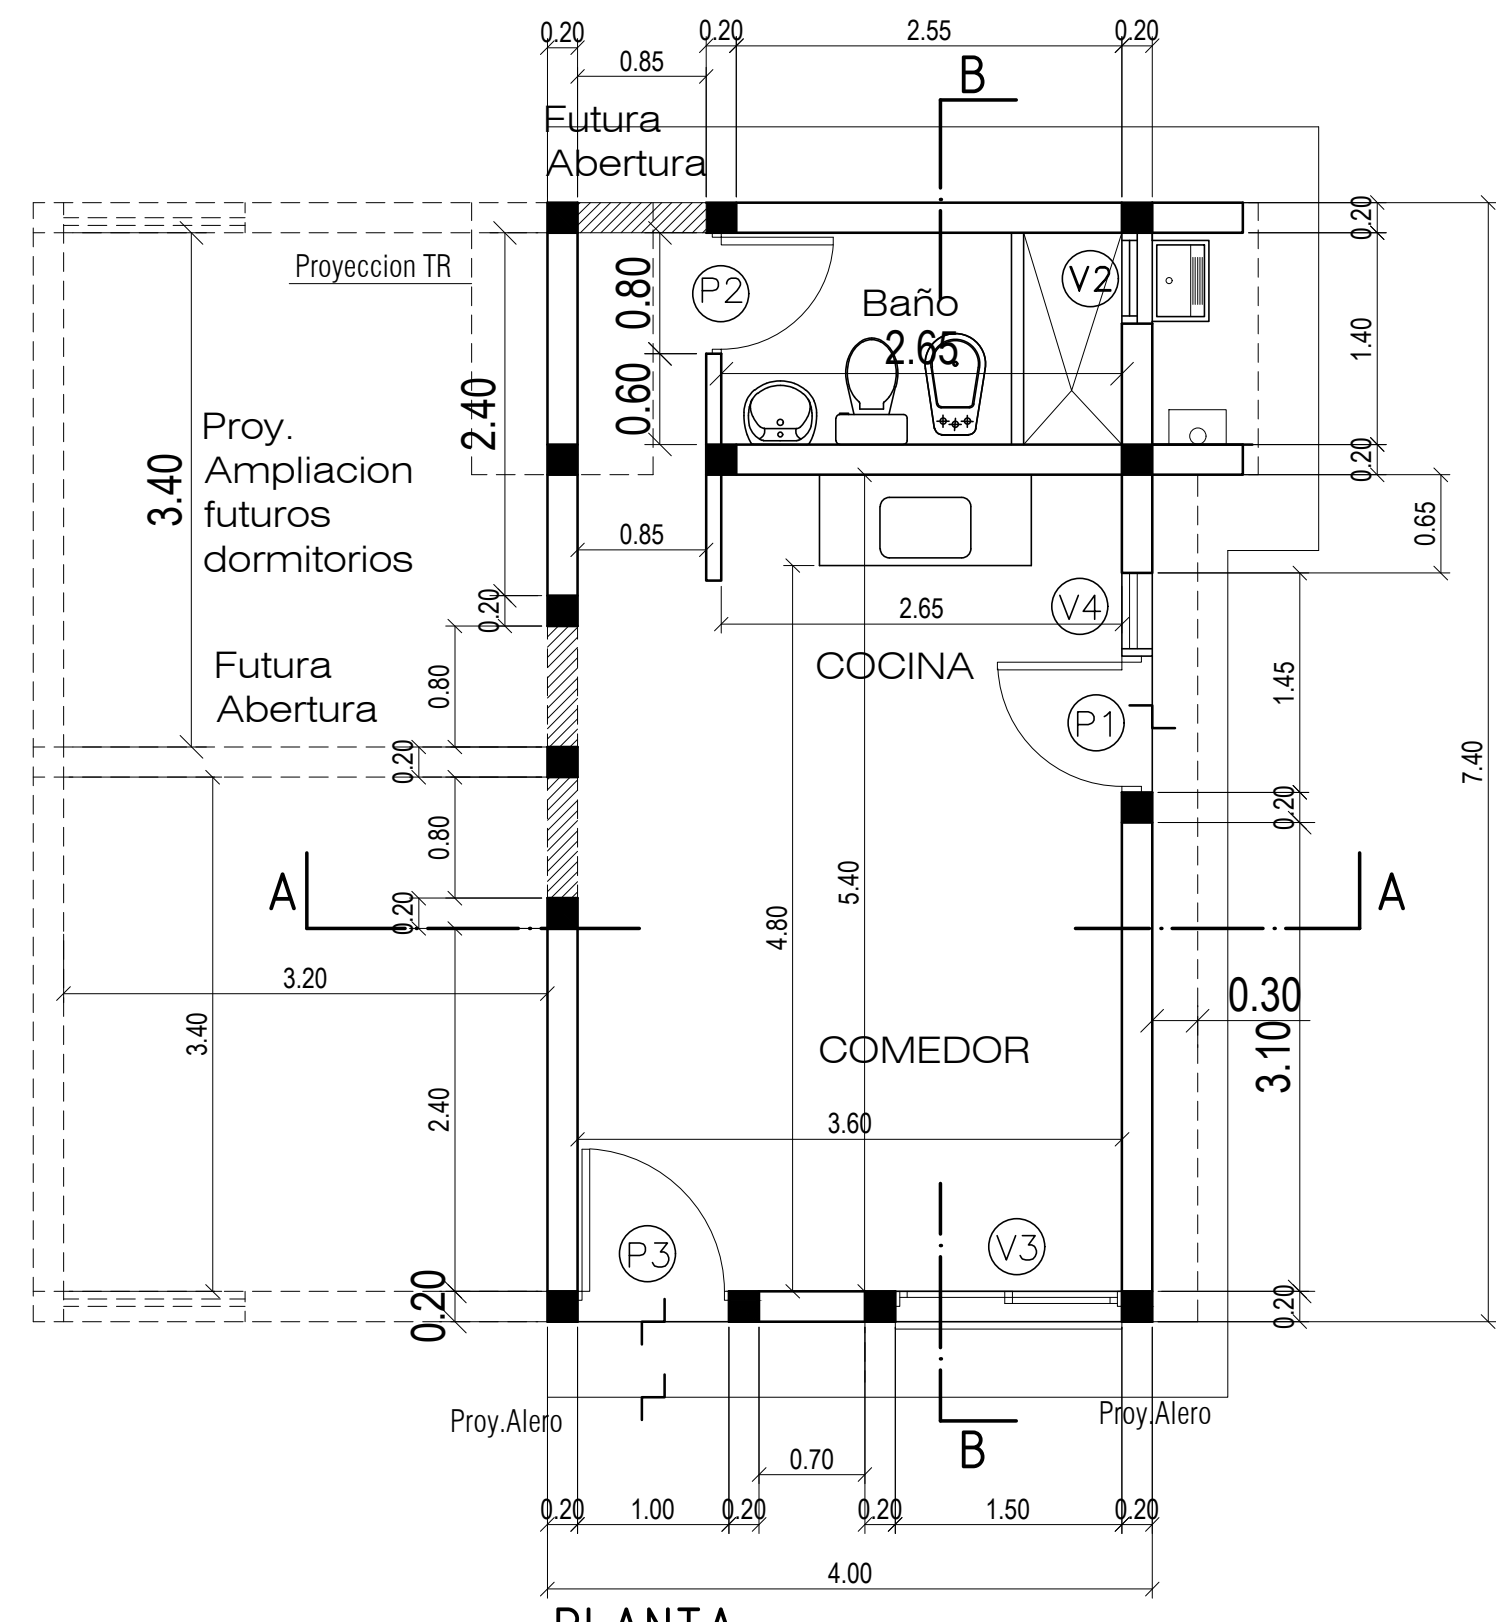 0.20
0.20
2.55
0.20
0.85
B
Futura
Abertura
0.20
Proyeccion TR
0.80
P2
V2
Baño
2.65
1.40
0.60
2.40
Proy.
Ampliacion
futuros
dormitorios
3.40
0.20
0.65
0.85
0.20
2.65
V4
COCINA
Futura
Abertura
0.80
1.45
P1
0.20
7.40
0.20
0.80
5.40
4.80
A
A
0.20
3.20
0.30
3.40
3.10
COMEDOR
2.40
3.60
P3
V3
0.20
0.20
Proy.Alero
Proy.Alero
B
0.70
0.20
1.00
0.20
0.20
1.50
0.20
4.00
PLANTA